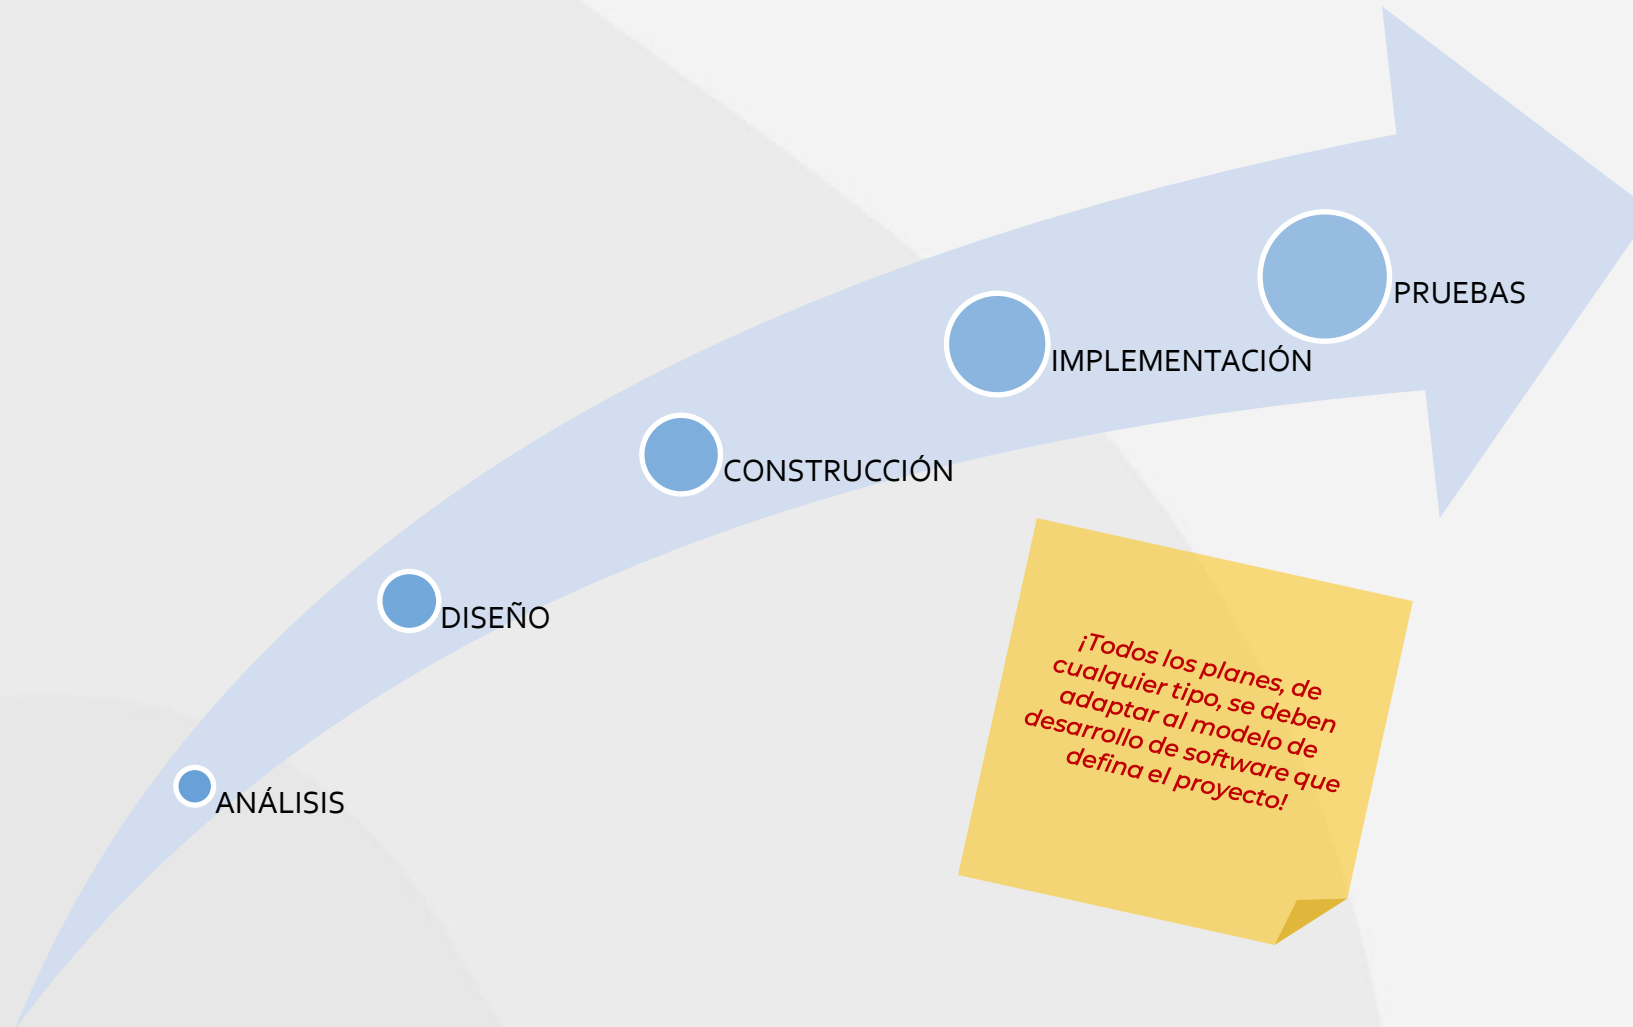 PRUEBAS
IMPLEMENTACIÓN
CONSTRUCCIÓN
DISEÑO
ANÁLISIS
¡Todos los planes, de
cualquier tipo, se deben
adaptar al modelo de
desarrollo de software que
defina el proyecto!